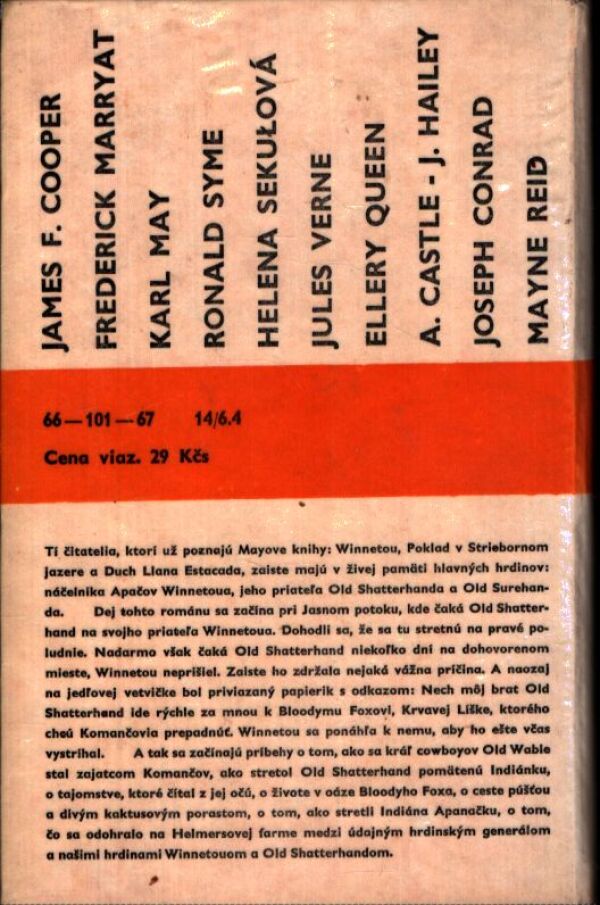 JAMES F. COOPER
FREDERICK MARRYAT
KARL MAY
RONALD SYME
HELENA SEKUŁOVÁ
JULES VERNE
ELLERY QUEEN
A. CASTLE - J. HAILEY
JOSEPH CONRAD
MAYNE REID
66—101—67 14/6.4
Cena viaz. 29 Kčs
Tí čitatelia, ktorí už poznajú Mayove knihy: Winnetou, Poklad v Striebornom
jazere a Duch Llana Estacada, zaiste majú v živej pamäti hlavných hrdinov:
náčelníka Apačov Winnetoua, jeho priateľa Old Shatterhanda a Old Surehan-
da. Dej tohto románu sa začína pri Jasnom potoku, kde čaká Old Shatter-
hand na svojho priateľa Winnetoua. Dohodli sa, že sa tu stretnú na pravé po-
ludnie. Nadarmo však čaká Old Shatterhand niekoľko dní na dohovorenom
mieste, Winnetou neprišiel. Zaiste ho zdržala nejaká vážna príčina. A naozaj
na jedľovej vetvičke bol priviazaný papierik s odkazom: Nech môj brat Old
Shatterhand ide rýchle za mnou k Bloodymu Foxovi, Krvavej Líške, ktorého
chcú Komančovia prepadnúť. Winnetou sa ponáhľa k nemu, aby ho ešte včas
vystríhal. A tak sa začínajú príbehy o tom, ako sa kráľ cowboyov Old Wable
stal zajatcom Komančov, ako stretol Old Shatterhand pomätenú Indiánku,
o tajomstve, ktoré čítal z jej očú, o živote v oáze Bloodyho Foxa, o ceste púšťou
a divým kaktusovým porastom, o tom, ako stretli Indiána Apanačku, o tom,
čo sa odohralo na Helmersovej farme medzi údajným hrdinským generálom
a našimi hrdinami Winnetouom a Old Shatterhandom.